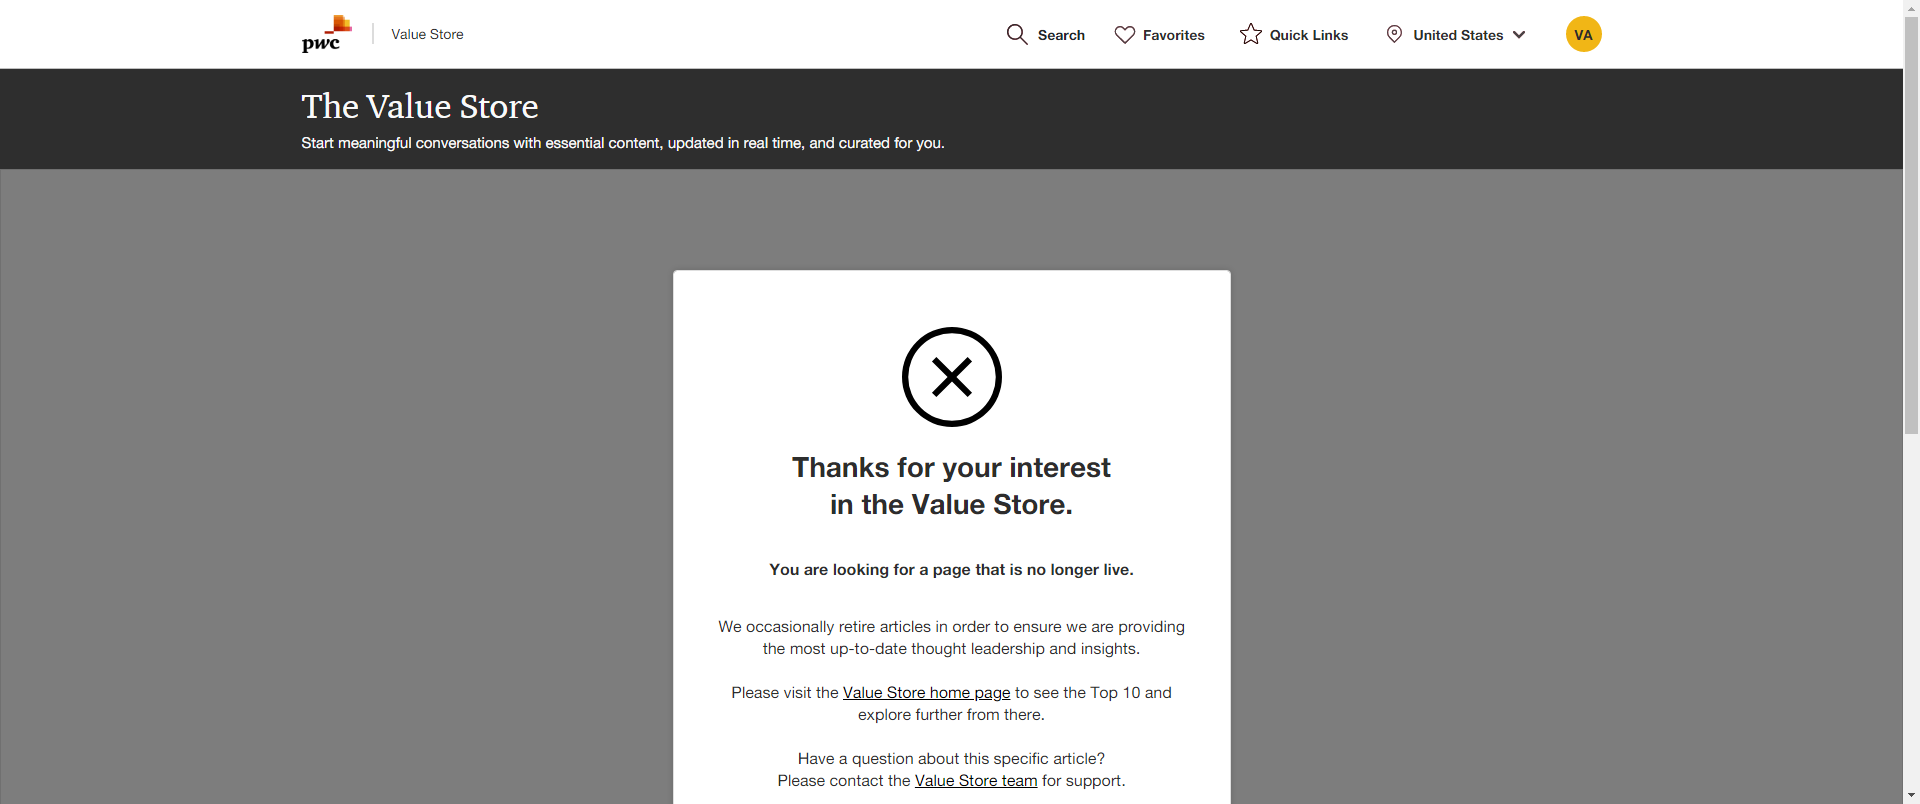 pwc
Value Store
Search
Favorites
Quick Links
United States
VA
The Value Store
Start meaningful conversations with essential content, updated in real time, and curated for you.
Thanks for your interest
in the Value Store.
You are looking for a page that is no longer live.
We occasionally retire articles in order to ensure we are providing
the most up-to-date thought leadership and insights.
Please visit the Value Store home page to see the Top 10 and
explore further from there.
Have a question about this specific article?
Please contact the Value Store team for support.